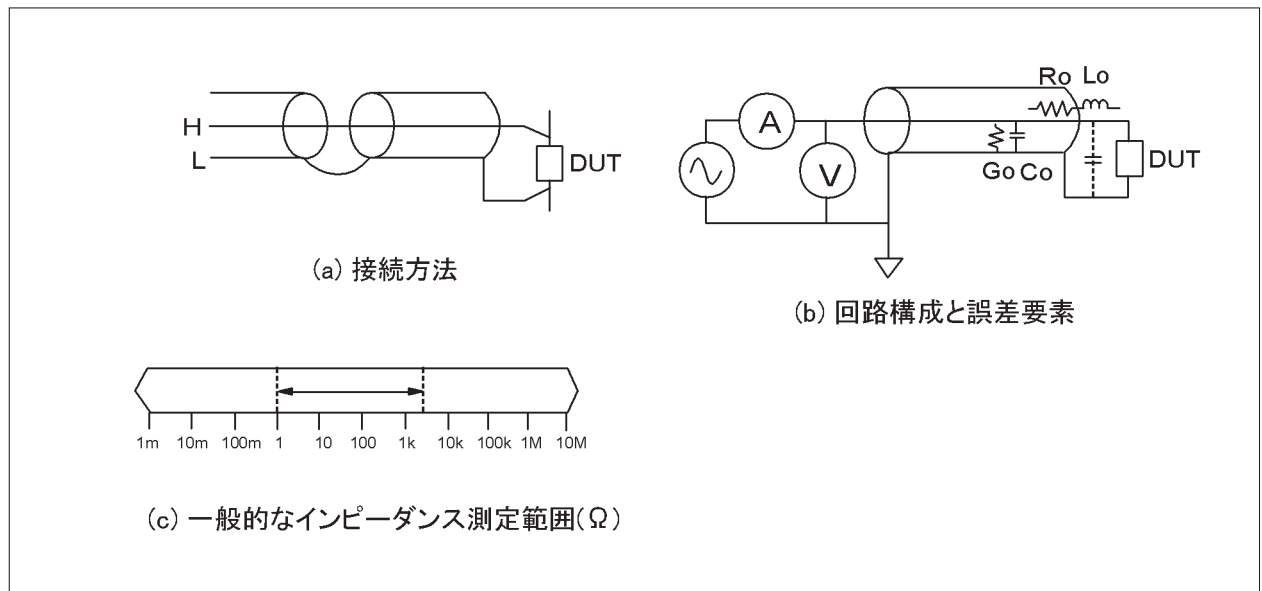 H
L
DUT
(a) 接続方法
A
V
Ro Lo
Go Co
DUT
(b) 回路構成と誤差要素
1m 10m 100m 1 10 100 1k 10k 100k 1M 10M
(c) 一般的なインピーダンス測定範囲(Ω)